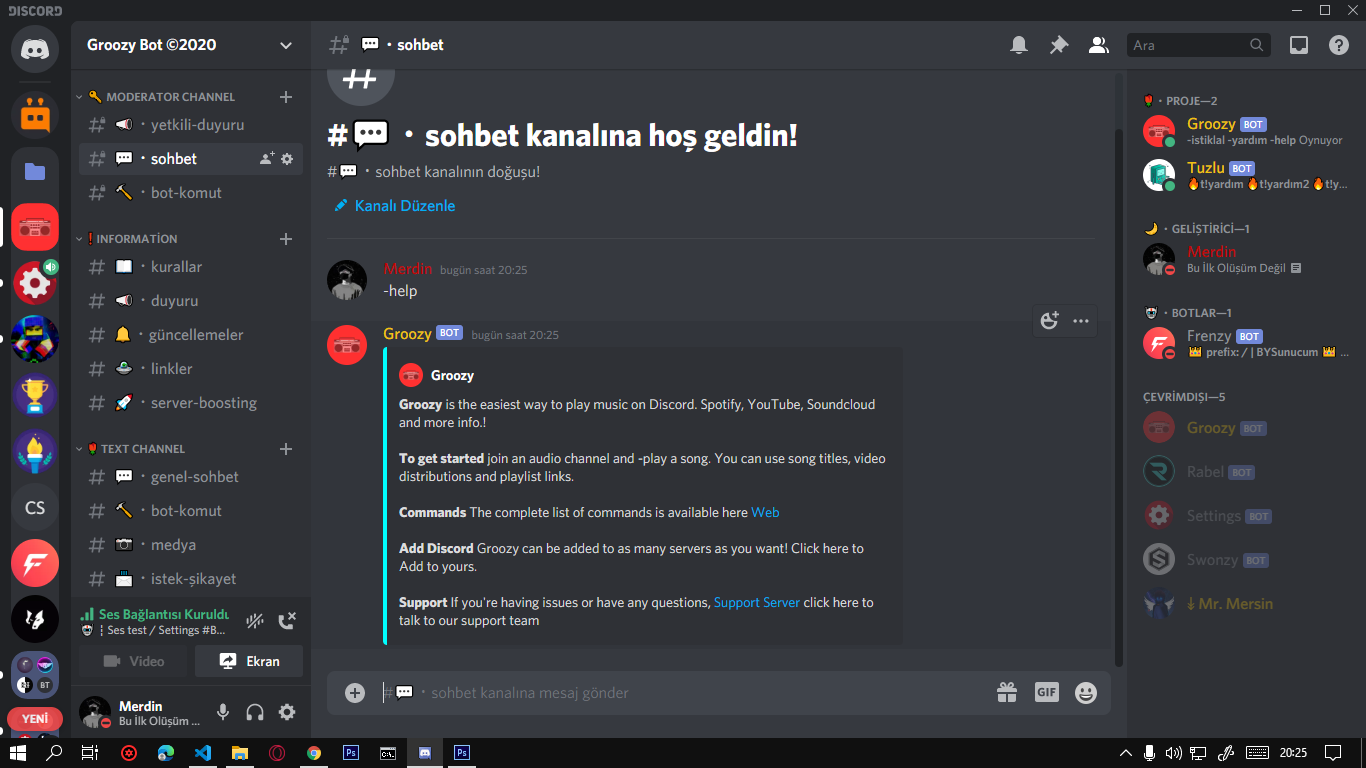 DISCORD
Groozy Bot ©2020
MODERATOR CHANNEL
yetkili-duyuru
sohbet
bot-komut
INFORMATİON
kurallar
duyuru
güncellemeler
linkler
server-boosting
TEXT CHANNEL
genel-sohbet
bot-komut
medya
istek-şikayet
Ses Bağlantısı Kuruldu
Ses test / Settings #B...
Video
Ekran
Merdin
Bu İlk Olüşüm ...
CS
BT
YENİ
sohbet
Ara
#💬・sohbet kanalına hoş geldin!
#💬・sohbet kanalının doğuşu!
Kanalı Düzenle
Merdin bugün saat 20:25
-help
Groozy BOT bugün saat 20:25
Groozy
Groozy is the easiest way to play music on Discord. Spotify, YouTube, Soundcloud
and more info.!
To get started join an audio channel and -play a song. You can use song titles, video
distributions and playlist links.
Commands The complete list of commands is available here Web
Add Discord Groozy can be added to as many servers as you want! Click here to
Add to yours.
Support If you're having issues or have any questions, Support Server click here to
talk to our support team
#💬・sohbet kanalına mesaj gönder
GIF
PROJE—2
Groozy BOT
-istiklal -yardım -help Oynuyor
Tuzlu BOT
🔥t!yardım 🔥t!yardım2 🔥t!y...
GELİŞTİRİCİ—1
Merdin
Bu İlk Olüşüm Değil
BOTLAR—1
Frenzy BOT
👑 prefix: / | BYSunucum 👑 ...
ÇEVRİMDIŞI—5
Groozy BOT
Rabel BOT
Settings BOT
Swonzy BOT
Mr. Mersin
Ps
Ps
20:25